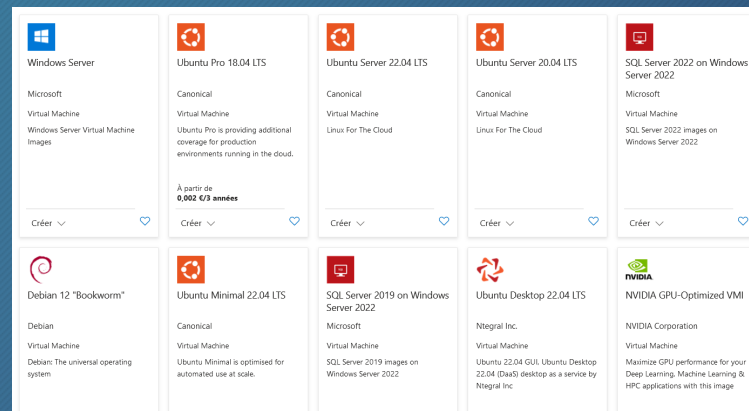 Windows Server
Microsoft
Virtual Machine
Windows Server Virtual Machine
Images
Créer
Ubuntu Pro 18.04 LTS
Canonical
Virtual Machine
Ubuntu Pro is providing additional
coverage for production
environments running in the cloud.
À partir de
0,002 €/3 années
Créer
Ubuntu Server 22.04 LTS
Canonical
Virtual Machine
Linux For The Cloud
Créer
Ubuntu Server 20.04 LTS
Canonical
Virtual Machine
Linux For The Cloud
Créer
SQL Server 2022 on Windows
Server 2022
Microsoft
Virtual Machine
SQL Server 2022 images on
Windows Server 2022
Créer
Debian 12 "Bookworm"
Debian
Virtual Machine
Debian: The universal operating
system
Ubuntu Minimal 22.04 LTS
Canonical
Virtual Machine
Ubuntu Minimal is optimised for
automated use at scale.
SQL Server 2019 on Windows
Server 2022
Microsoft
Virtual Machine
SQL Server 2019 images on
Windows Server 2022
Ubuntu Desktop 22.04 LTS
Ntegral Inc.
Virtual Machine
Ubuntu 22.04 GUI, Ubuntu Desktop
22.04 (DaaS) desktop as a service by
Ntegral Inc
NVIDIA
NVIDIA GPU-Optimized VMI
NVIDIA Corporation
Virtual Machine
Maximize GPU performance for your
Deep Learning, Machine Learning &
HPC applications with this image